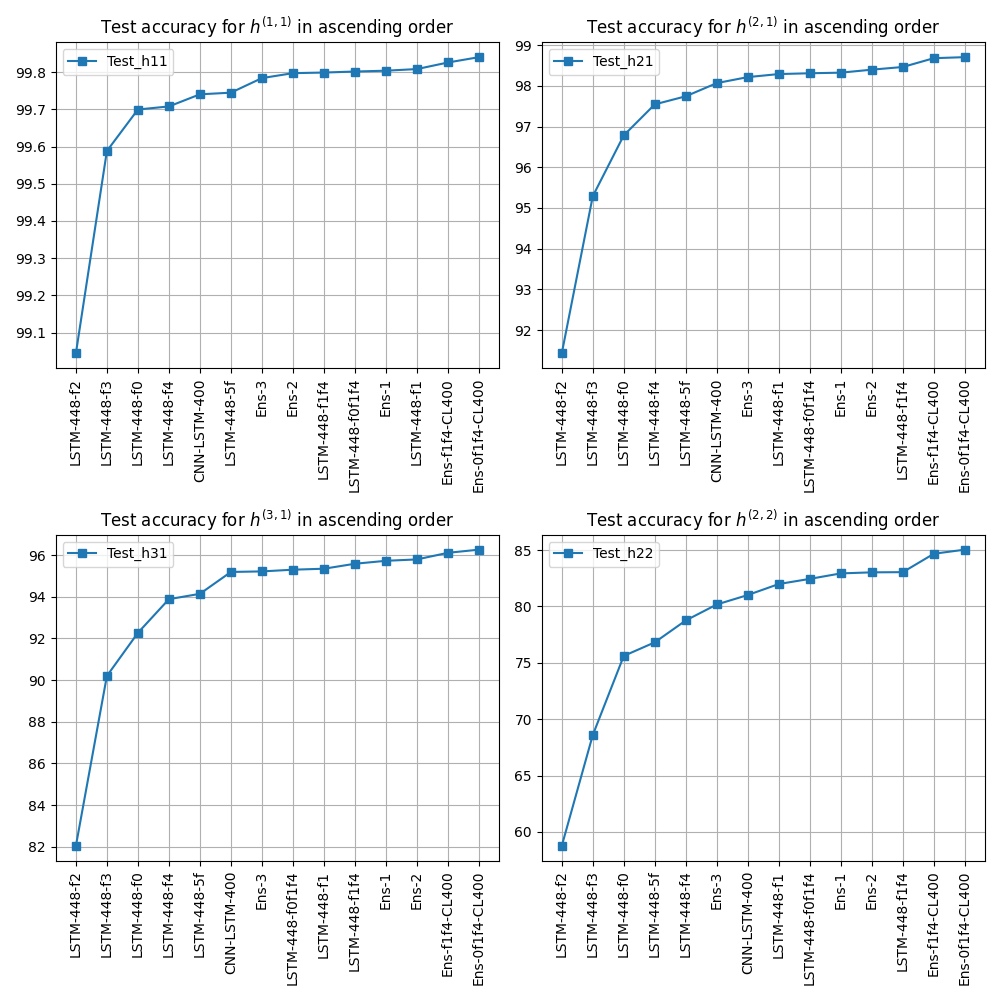 Test accuracy for h^(1,1) in ascending order
Test_h11
99.8
99.7
99.6
99.5
99.4
99.3
99.2
99.1
LSTM-448-f2
LSTM-448-f3
LSTM-448-f0
LSTM-448-f4
CNN-LSTM-400
LSTM-448-5f
Ens-3
Ens-2
LSTM-448-f1f4
LSTM-448-f0f1f4
Ens-1
LSTM-448-f1
Ens-f1f4-CL400
Ens-0f1f4-CL400
Test accuracy for h^(2,1) in ascending order
Test_h21
99
98
97
96
95
94
93
92
LSTM-448-f2
LSTM-448-f3
LSTM-448-f0
LSTM-448-f4
LSTM-448-5f
CNN-LSTM-400
Ens-3
LSTM-448-f1
LSTM-448-f0f1f4
Ens-1
Ens-2
LSTM-448-f1f4
Ens-f1f4-CL400
Ens-0f1f4-CL400
Test accuracy for h^(3,1) in ascending order
Test_h31
96
94
92
90
88
86
84
82
LSTM-448-f2
LSTM-448-f3
LSTM-448-f0
LSTM-448-f4
LSTM-448-5f
CNN-LSTM-400
Ens-3
LSTM-448-f0f1f4
LSTM-448-f1
LSTM-448-f1f4
Ens-1
Ens-2
Ens-f1f4-CL400
Ens-0f1f4-CL400
Test accuracy for h^(2,2) in ascending order
Test_h22
85
80
75
70
65
60
LSTM-448-f2
LSTM-448-f3
LSTM-448-f0
LSTM-448-5f
LSTM-448-f4
Ens-3
CNN-LSTM-400
LSTM-448-f1
LSTM-448-f0f1f4
Ens-1
Ens-2
LSTM-448-f1f4
Ens-f1f4-CL400
Ens-0f1f4-CL400